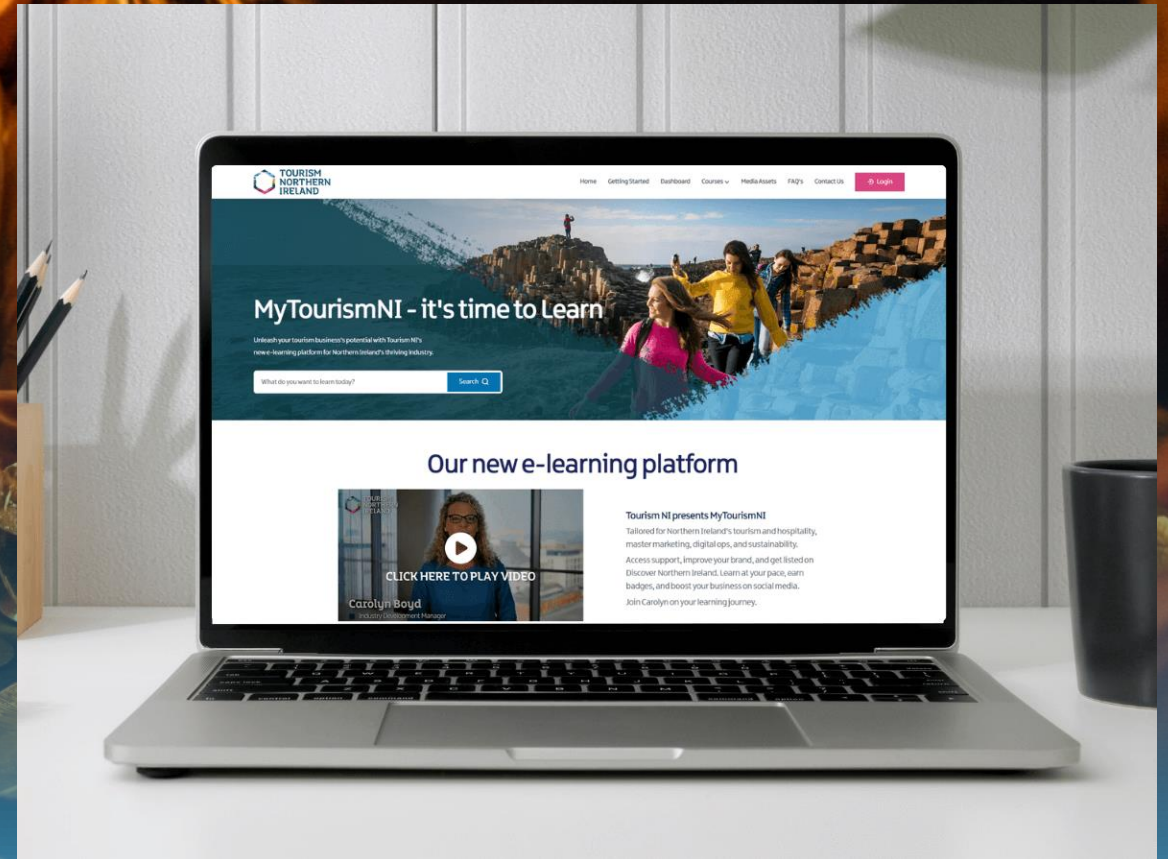 TOURISM
NORTHERN
IRELAND
Home Getting Started Dashboard Courses Media Assets FAQ's Contact Us Login
MyTourismNI - it's time to Learn
Unleash your tourism business's potential with Tourism NI's
new e-learning platform for Northern Ireland's thriving industry.
What do you want to learn today? Search
Our new e-learning platform
TOURISM
NORTHERN
IRELAND
CLICK HERE TO PLAY VIDEO
Carolyn Boyd
Industry Development Manager
Tourism NI presents MyTourismNI
Tailored for Northern Ireland's tourism and hospitality,
master marketing, digital ops, and sustainability.
Access support, improve your brand, and get listed on
Discover Northern Ireland. Learn at your pace, earn
badges, and boost your business on social media.
Join Carolyn on your learning journey.